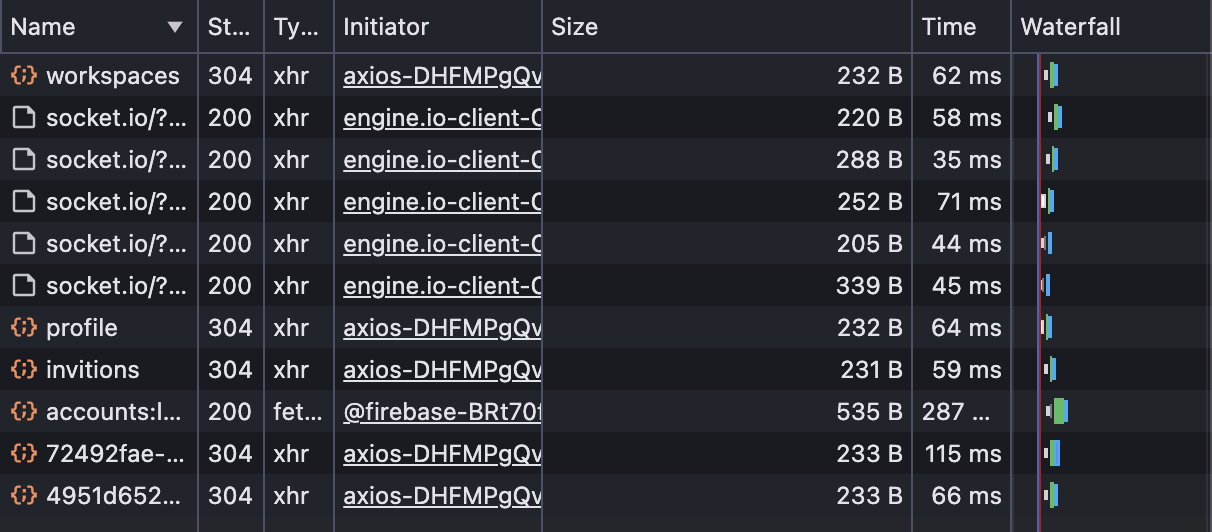 Name St... Ty... Initiator Size Time Waterfall
workspaces 304 xhr axios-DHFMPgQv 232 B 62 ms
socket.io/?... 200 xhr engine.io-client-C 220 B 58 ms
socket.io/?... 200 xhr engine.io-client-C 288 B 35 ms
socket.io/?... 200 xhr engine.io-client-C 252 B 71 ms
socket.io/?... 200 xhr engine.io-client-C 205 B 44 ms
socket.io/?... 200 xhr engine.io-client-C 339 B 45 ms
profile 304 xhr axios-DHFMPgQv 232 B 64 ms
invitions 304 xhr axios-DHFMPgQv 231 B 59 ms
accounts:l... 200 fet... @firebase-BRt70f 535 B 287 ...
72492fae-... 304 xhr axios-DHFMPgQv 233 B 115 ms
4951d652... 304 xhr axios-DHFMPgQv 233 B 66 ms